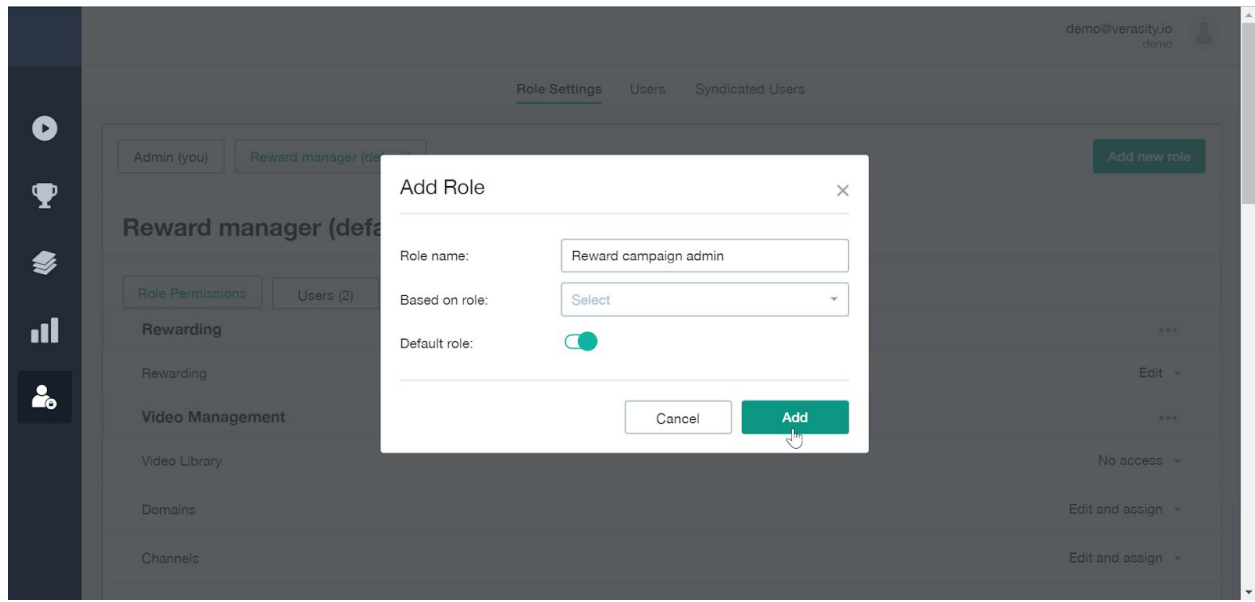 demo@verasity.io
demo
Role Settings Users Syndicated Users
Admin (you) Reward manager (de Add new role
Add Role
Reward manager (defa
Role name: Reward campaign admin
Based on role: Select
Default role:
Role Permissions Users (2)
Rewarding
Rewarding Edit
Cancel Add
Video Management
Video Library No access
Domains Edit and assign
Channels Edit and assign